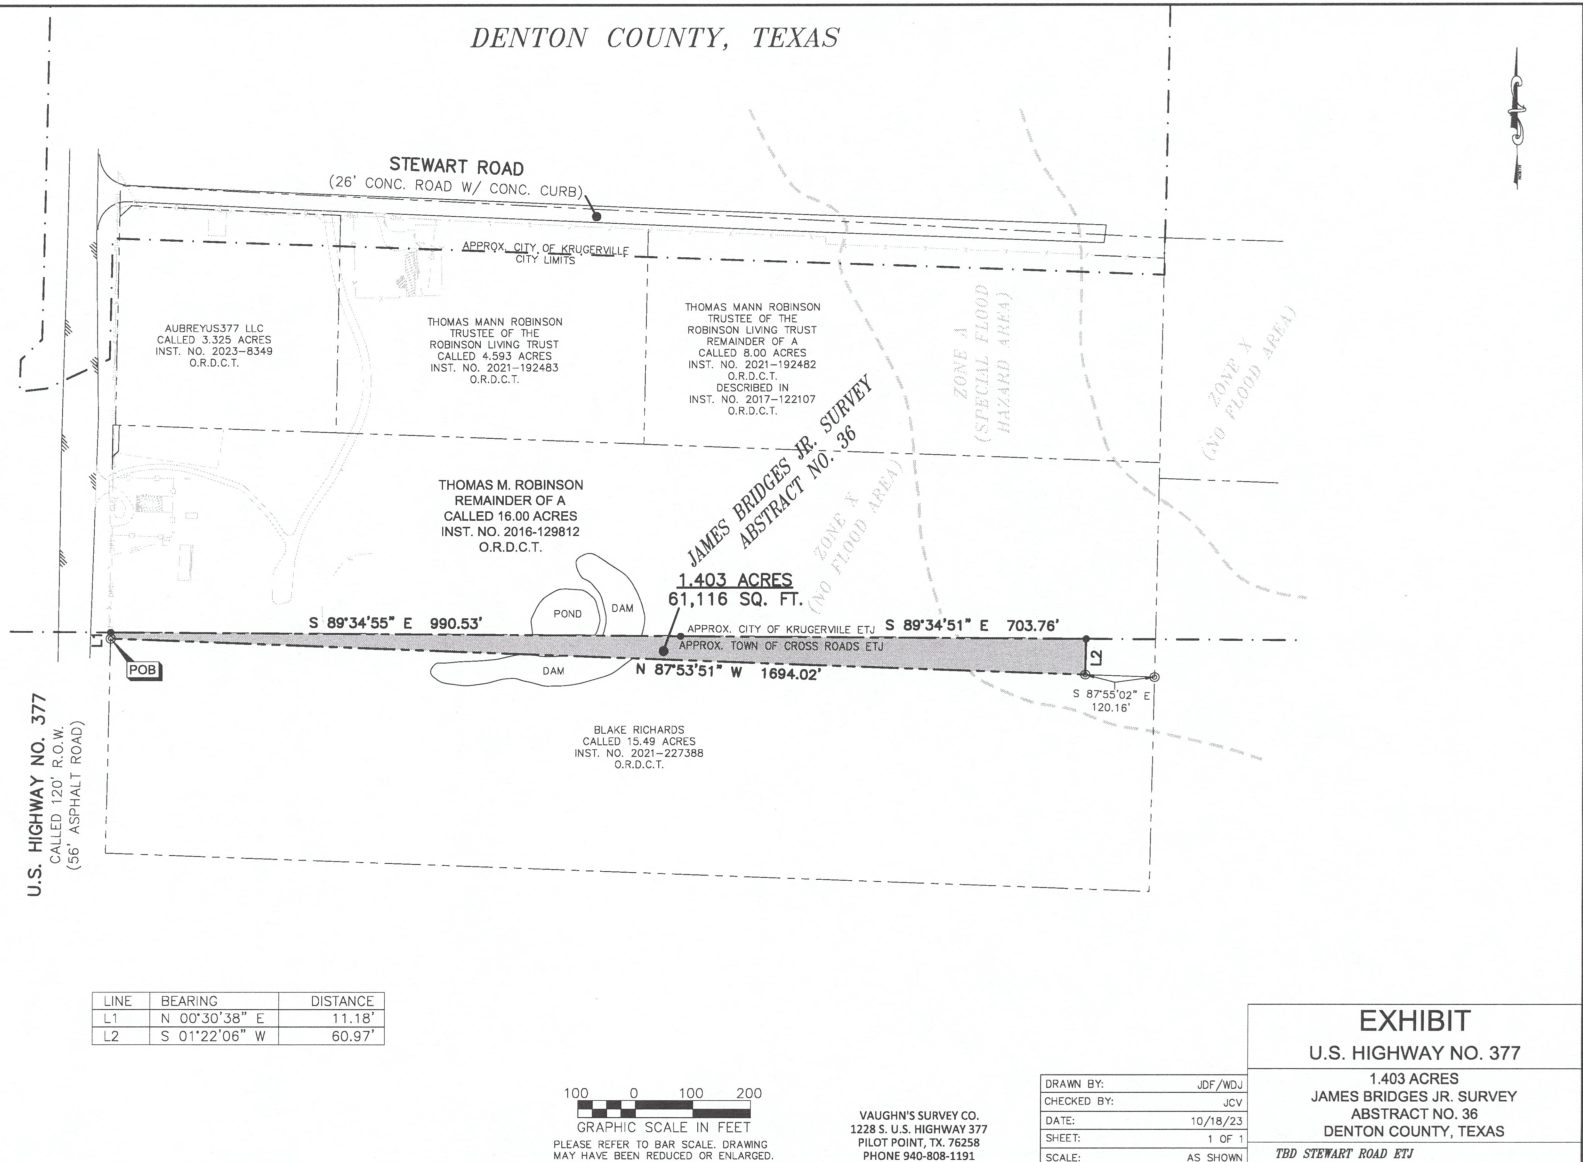 DENTON COUNTY, TEXAS
STEWART ROAD
(26' CONC. ROAD W/ CONC. CURB)
APPROX. CITY OF KRUGERVILLE
CITY LIMITS
AUBREYUS377 LLC
CALLED 3.325 ACRES
INST. NO. 2023-8349
O.R.D.C.T.
THOMAS MANN ROBINSON
TRUSTEE OF THE
ROBINSON LIVING TRUST
CALLED 4.593 ACRES
INST. NO. 2021-192483
O.R.D.C.T.
THOMAS MANN ROBINSON
TRUSTEE OF THE
ROBINSON LIVING TRUST
REMAINDER OF A
CALLED 8.00 ACRES
INST. NO. 2021-192482
O.R.D.C.T.
DESCRIBED IN
INST. NO. 2017-122107
O.R.D.C.T.
ZONE A
(SPECIAL FLOOD
HAZARD AREA)
ZONE X
(NO FLOOD AREA)
JAMES BRIDGES JR. SURVEY
ABSTRACT NO. 36
ZONE X
(NO FLOOD AREA)
THOMAS M. ROBINSON
REMAINDER OF A
CALLED 16.00 ACRES
INST. NO. 2016-129812
O.R.D.C.T.
1.403 ACRES
61,116 SQ. FT.
POND
DAM
S 89°34'55" E 990.53'
APPROX. CITY OF KRUGERVILE ETJ
S 89°34'51" E 703.76'
APPROX. TOWN OF CROSS ROADS ETJ
L1
L2
POB
DAM
N 87°53'51" W 1694.02'
S 87°55'02" E
120.16'
BLAKE RICHARDS
CALLED 15.49 ACRES
INST. NO. 2021-227388
O.R.D.C.T.
U.S. HIGHWAY NO. 377
CALLED 120' R.O.W.
(56' ASPHALT ROAD)
LINE BEARING DISTANCE
L1 N 00°30'38" E 11.18'
L2 S 01°22'06" W 60.97'
100 0 100 200
GRAPHIC SCALE IN FEET
PLEASE REFER TO BAR SCALE. DRAWING
MAY HAVE BEEN REDUCED OR ENLARGED.
VAUGHN'S SURVEY CO.
1228 S. U.S. HIGHWAY 377
PILOT POINT, TX. 76258
PHONE 940-808-1191
DRAWN BY: JDF/WDJ
CHECKED BY: JCV
DATE: 10/18/23
SHEET: 1 OF 1
SCALE: AS SHOWN
EXHIBIT
U.S. HIGHWAY NO. 377
1.403 ACRES
JAMES BRIDGES JR. SURVEY
ABSTRACT NO. 36
DENTON COUNTY, TEXAS
TBD STEWART ROAD ETJ